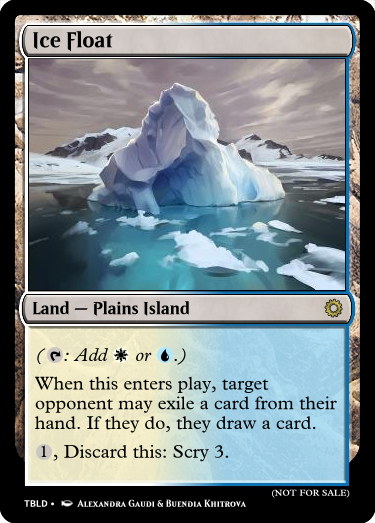 Ice Float
Land — Plains Island
(: Add or .)
When this enters play, target
opponent may exile a card from their
hand. If they do, they draw a card.
1, Discard this: Scry 3.
(NOT FOR SALE)
TBLD • Alexandra Gaudi & Buendia Khitrova